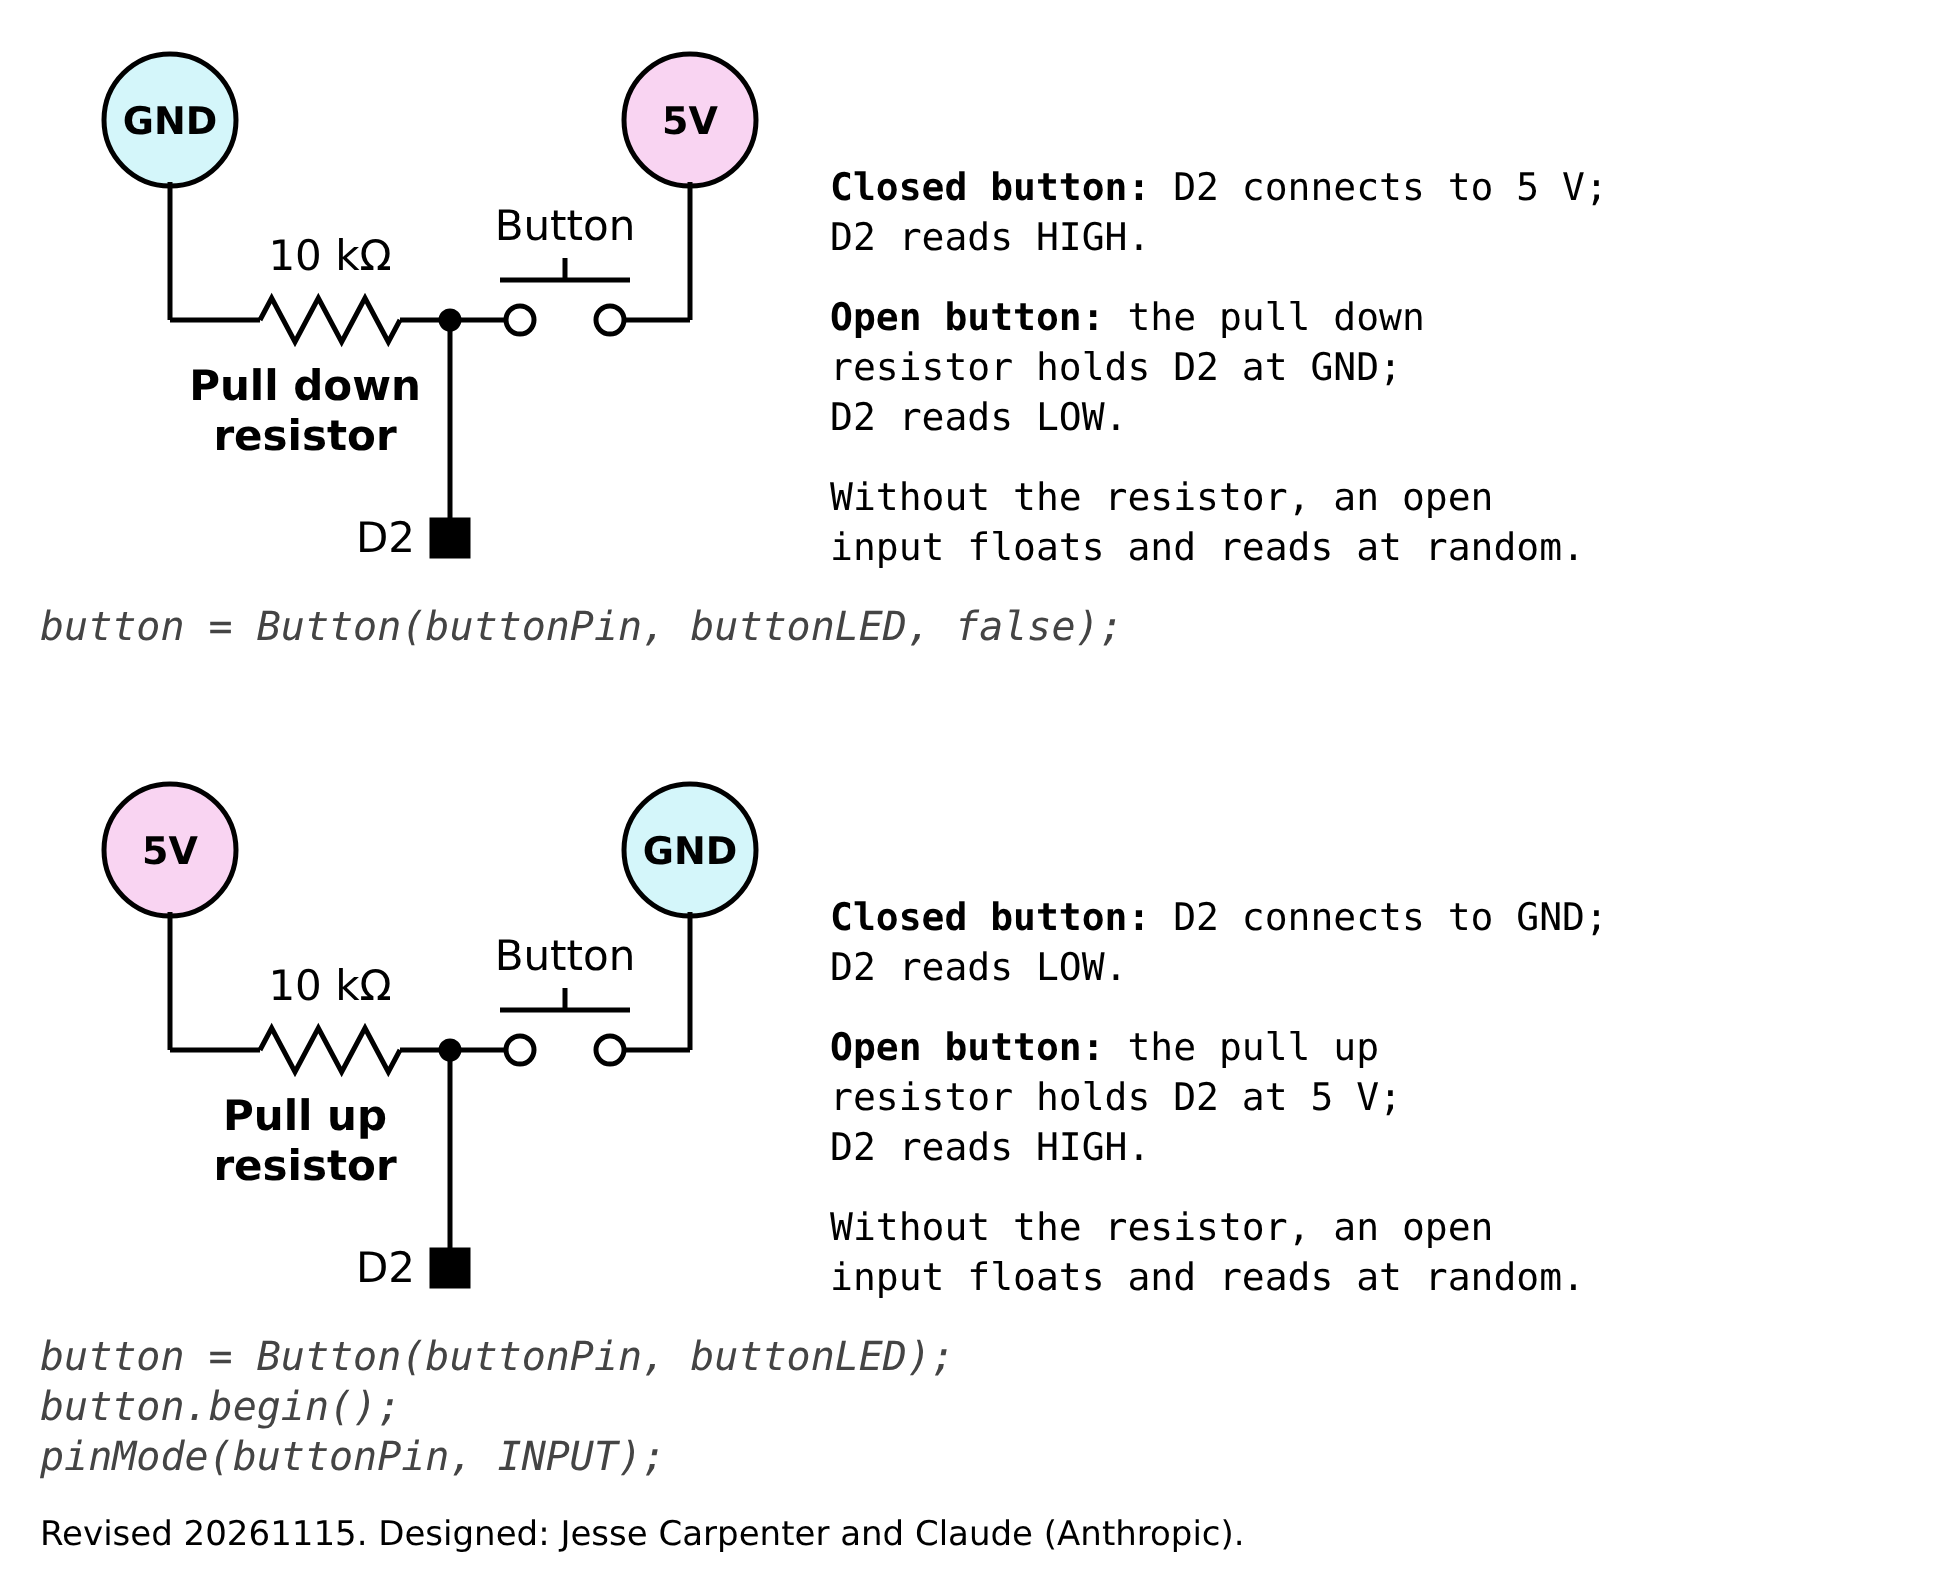 GND
5V
10 kΩ
Button
Pull down
resistor
D2
Closed button: D2 connects to 5 V;
D2 reads HIGH.
Open button: the pull down
resistor holds D2 at GND;
D2 reads LOW.
Without the resistor, an open
input floats and reads at random.
button = Button(buttonPin, buttonLED, false);
5V
GND
10 kΩ
Button
Pull up
resistor
D2
Closed button: D2 connects to GND;
D2 reads LOW.
Open button: the pull up
resistor holds D2 at 5 V;
D2 reads HIGH.
Without the resistor, an open
input floats and reads at random.
button = Button(buttonPin, buttonLED);
button.begin();
pinMode(buttonPin, INPUT);
Revised 20261115. Designed: Jesse Carpenter and Claude (Anthropic).